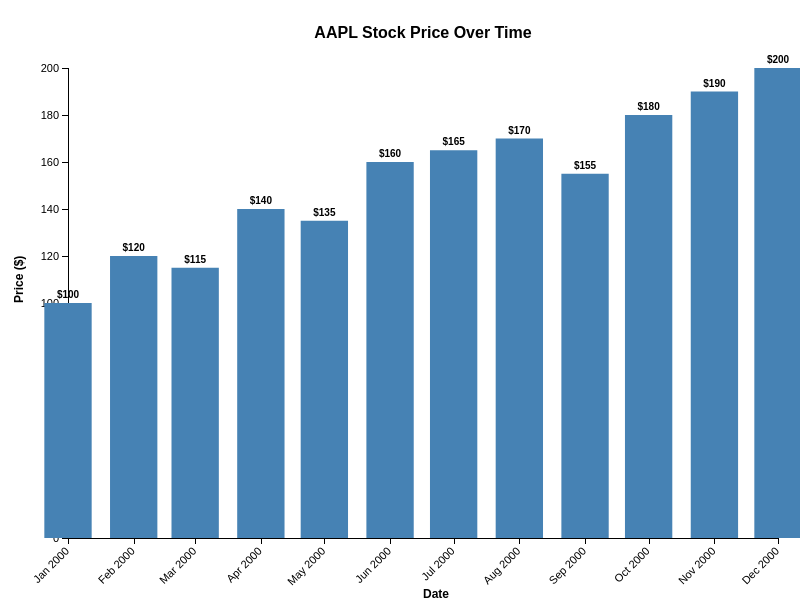 AAPL Stock Price Over Time
$200
200
$190
180
$180
$170
$165
160
$160
$155
140
$140
$135
120
$120
$115
Price ($)
100
$100
0
Jan 2000
Feb 2000
Mar 2000
Apr 2000
May 2000
Jun 2000
Jul 2000
Aug 2000
Sep 2000
Oct 2000
Nov 2000
Dec 2000
Date